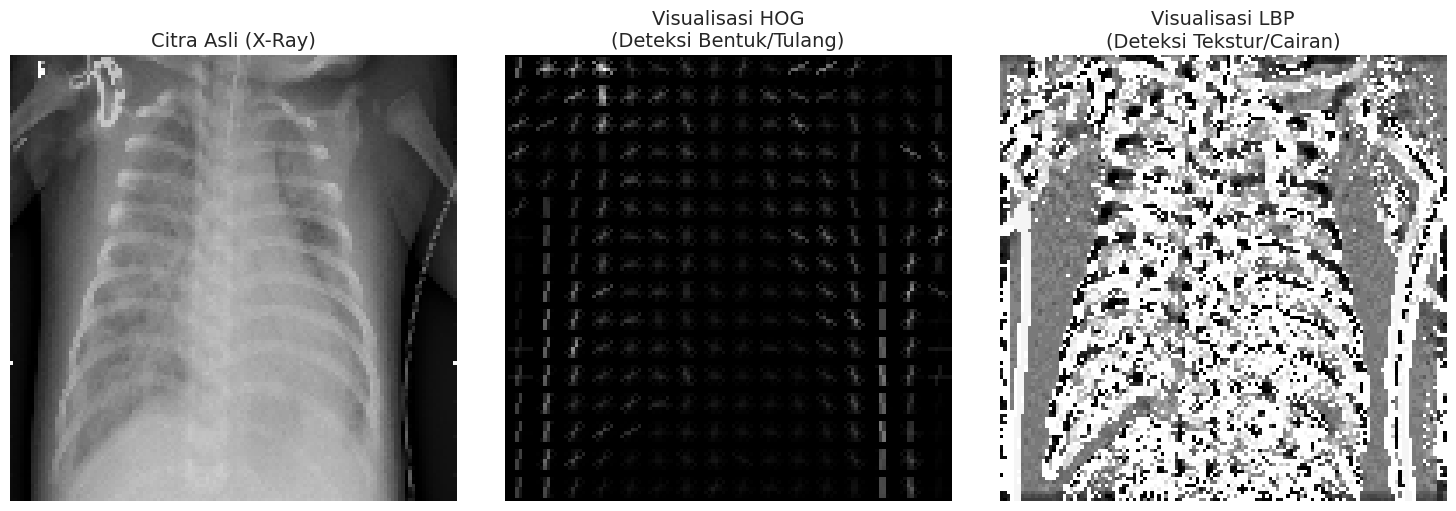 Citra Asli (X-Ray)
Visualisasi HOG
(Deteksi Bentuk/Tulang)
Visualisasi LBP
(Deteksi Tekstur/Cairan)